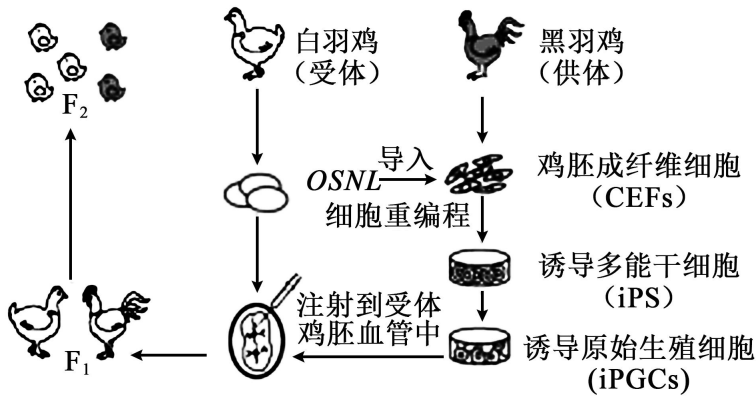 白羽鸡
（受体）
黑羽鸡
（供体）
F₂
OSNL
导入
细胞重编程
鸡胚成纤维细胞
（CEFs）
诱导多能干细胞
（iPS）
注射到受体
鸡胚血管中
诱导原始生殖细胞
(iPGCs)
F₁